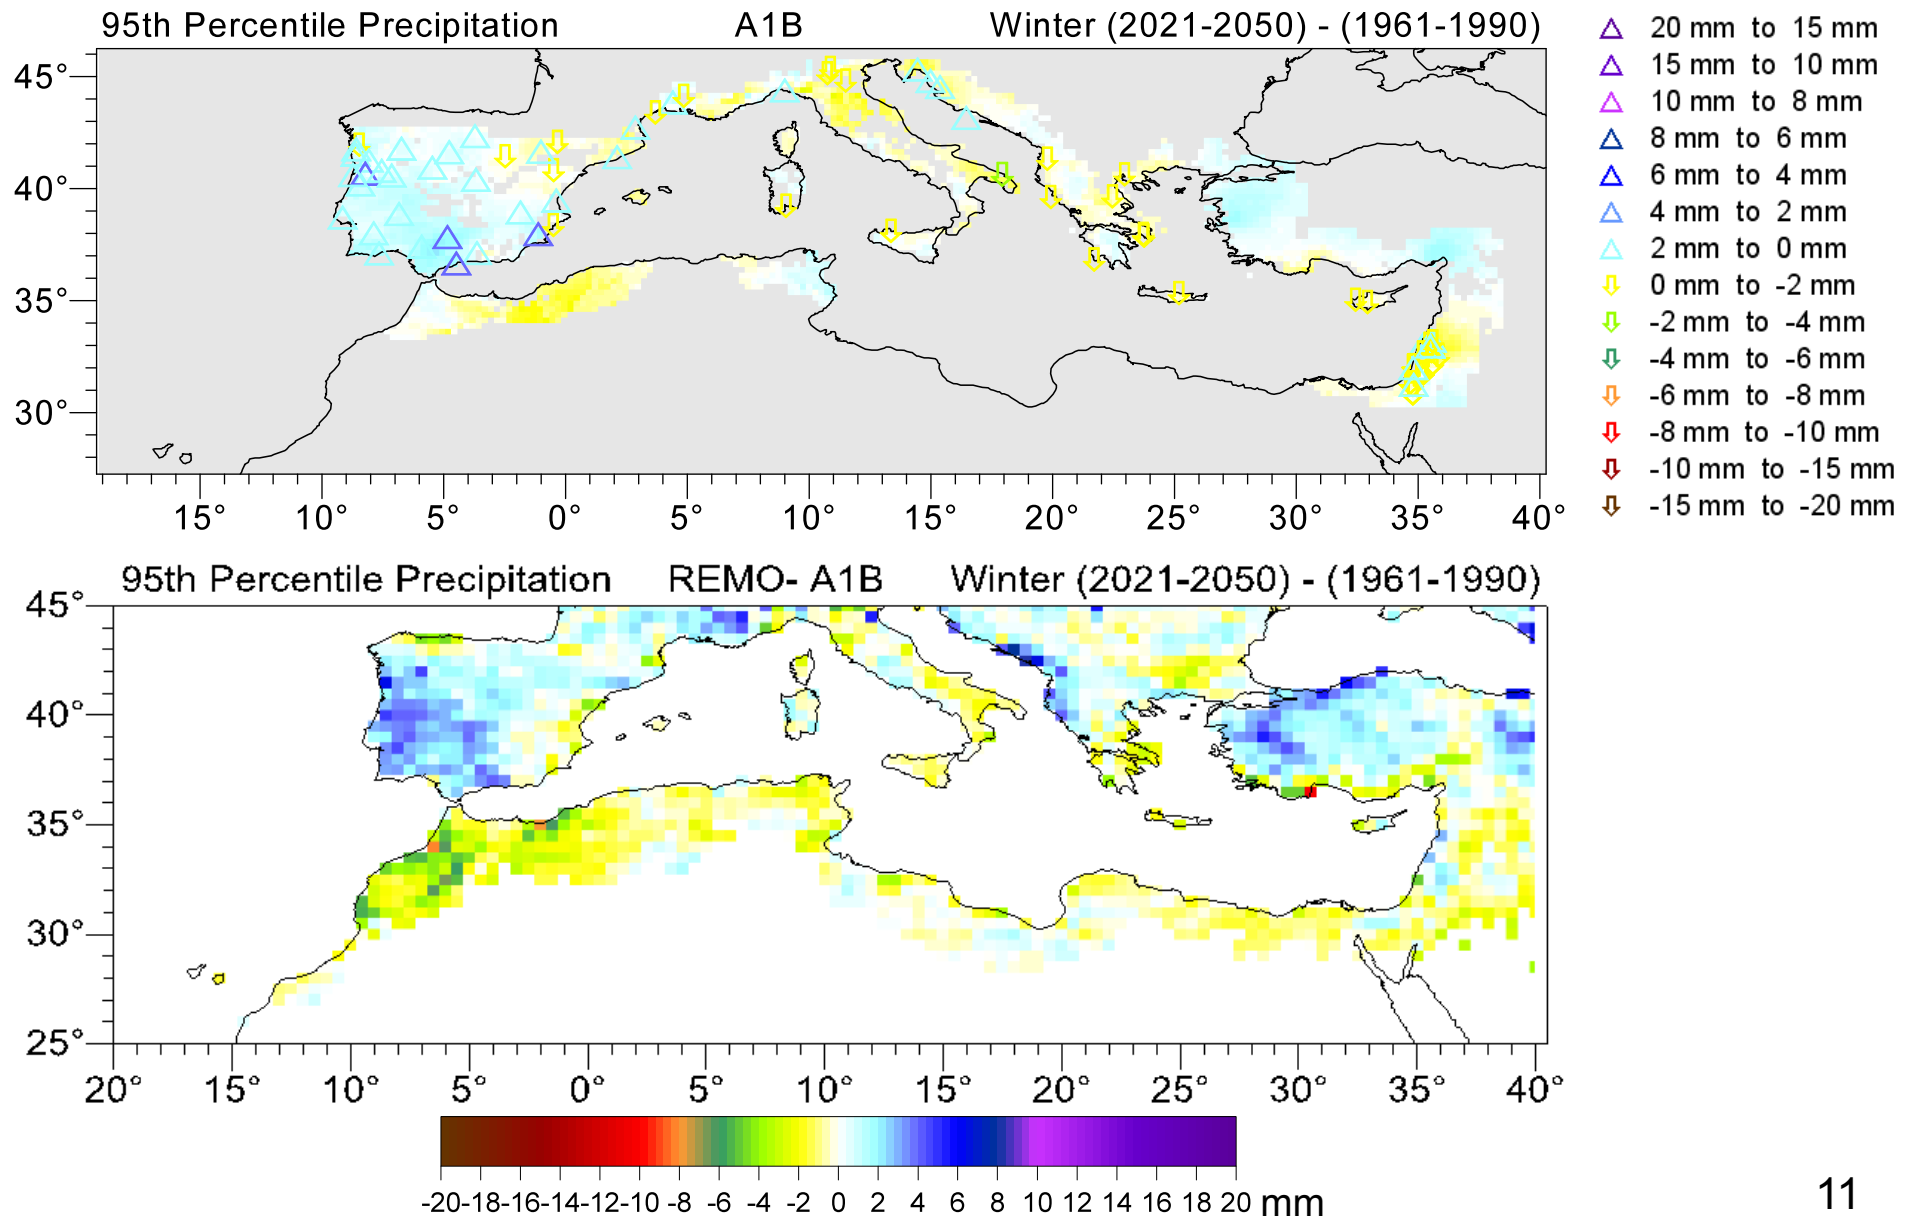 95th Percentile Precipitation A1B Winter (2021-2050) - (1961-1990)
45°
40°
35°
30°
15° 10° 5° 0° 5° 10° 15° 20° 25° 30° 35° 40°
20 mm to 15 mm
15 mm to 10 mm
10 mm to 8 mm
8 mm to 6 mm
6 mm to 4 mm
4 mm to 2 mm
2 mm to 0 mm
0 mm to -2 mm
-2 mm to -4 mm
-4 mm to -6 mm
-6 mm to -8 mm
-8 mm to -10 mm
-10 mm to -15 mm
-15 mm to -20 mm
95th Percentile Precipitation REMO- A1B Winter (2021-2050) - (1961-1990)
45°
40°
35°
30°
25°
20° 15° 10° 5° 0° 5° 10° 15° 20° 25° 30° 35° 40°
-20 -18 -16 -14 -12 -10 -8 -6 -4 -2 0 2 4 6 8 10 12 14 16 18 20 mm
11